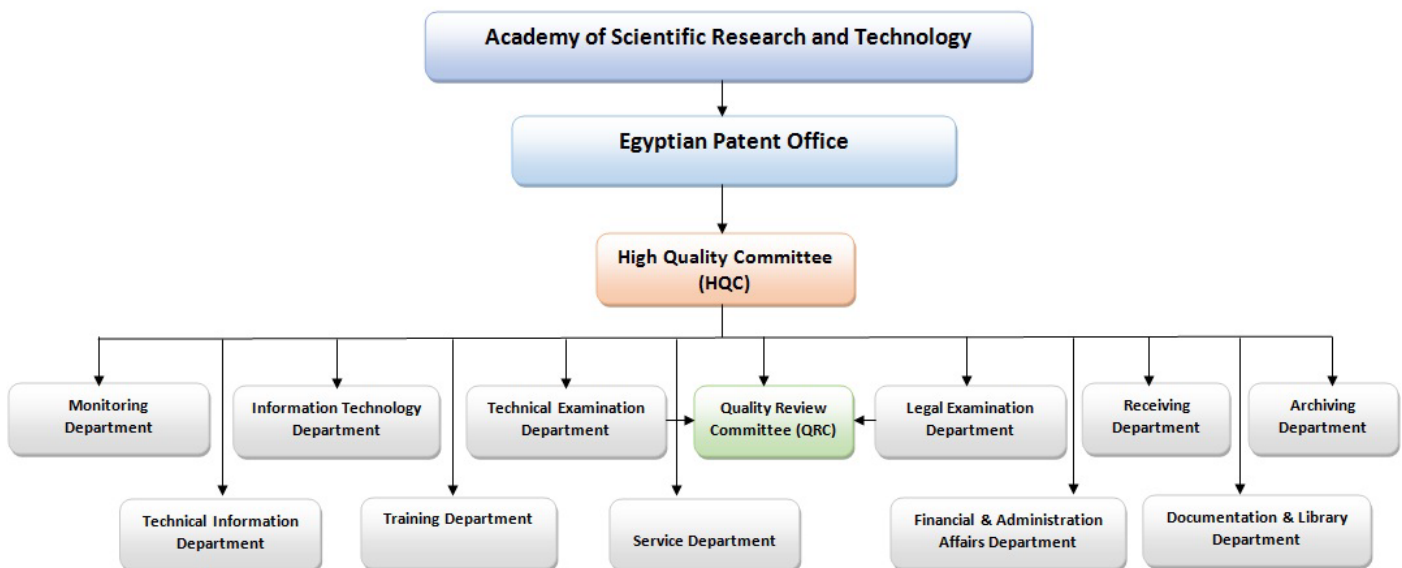 Academy of Scientific Research and Technology
Egyptian Patent Office
High Quality Committee
(HQC)
Monitoring
Department
Information Technology
Department
Technical Examination
Department
Quality Review
Committee (QRC)
Legal Examination
Department
Receiving
Department
Archiving
Department
Technical Information
Department
Training Department
Service Department
Financial & Administration
Affairs Department
Documentation & Library
Department